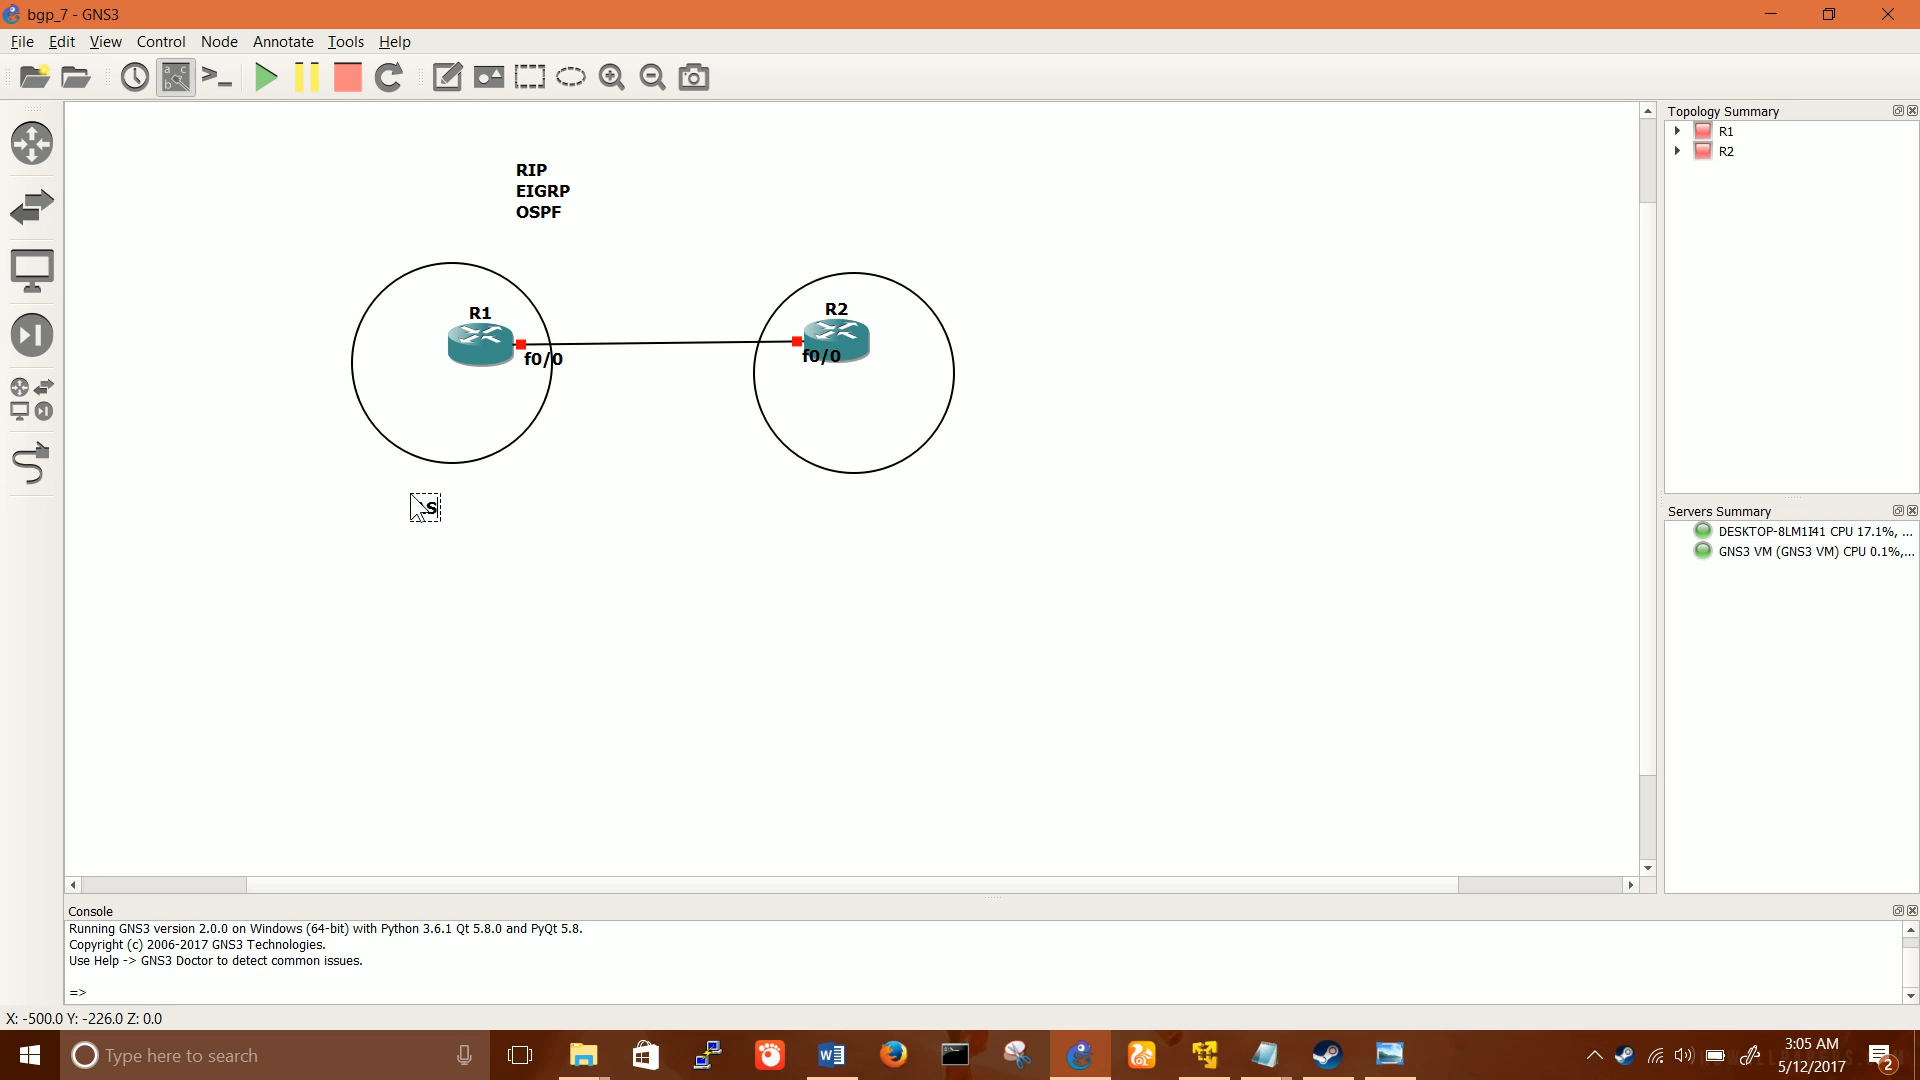 bgp_7 - GNS3
File Edit View Control Node Annotate Tools Help
Topology Summary
R1
R2
RIP
EIGRP
OSPF
R1
f0/0
R2
f0/0
S
Servers Summary
DESKTOP-8LM1I41 CPU 17.1%, ...
GNS3 VM (GNS3 VM) CPU 0.1%,...
Console
Running GNS3 version 2.0.0 on Windows (64-bit) with Python 3.6.1 Qt 5.8.0 and PyQt 5.8.
Copyright (c) 2006-2017 GNS3 Technologies.
Use Help -> GNS3 Doctor to detect common issues.
=>
X: -500.0 Y: -226.0 Z: 0.0
Type here to search
3:05 AM
5/12/2017
2